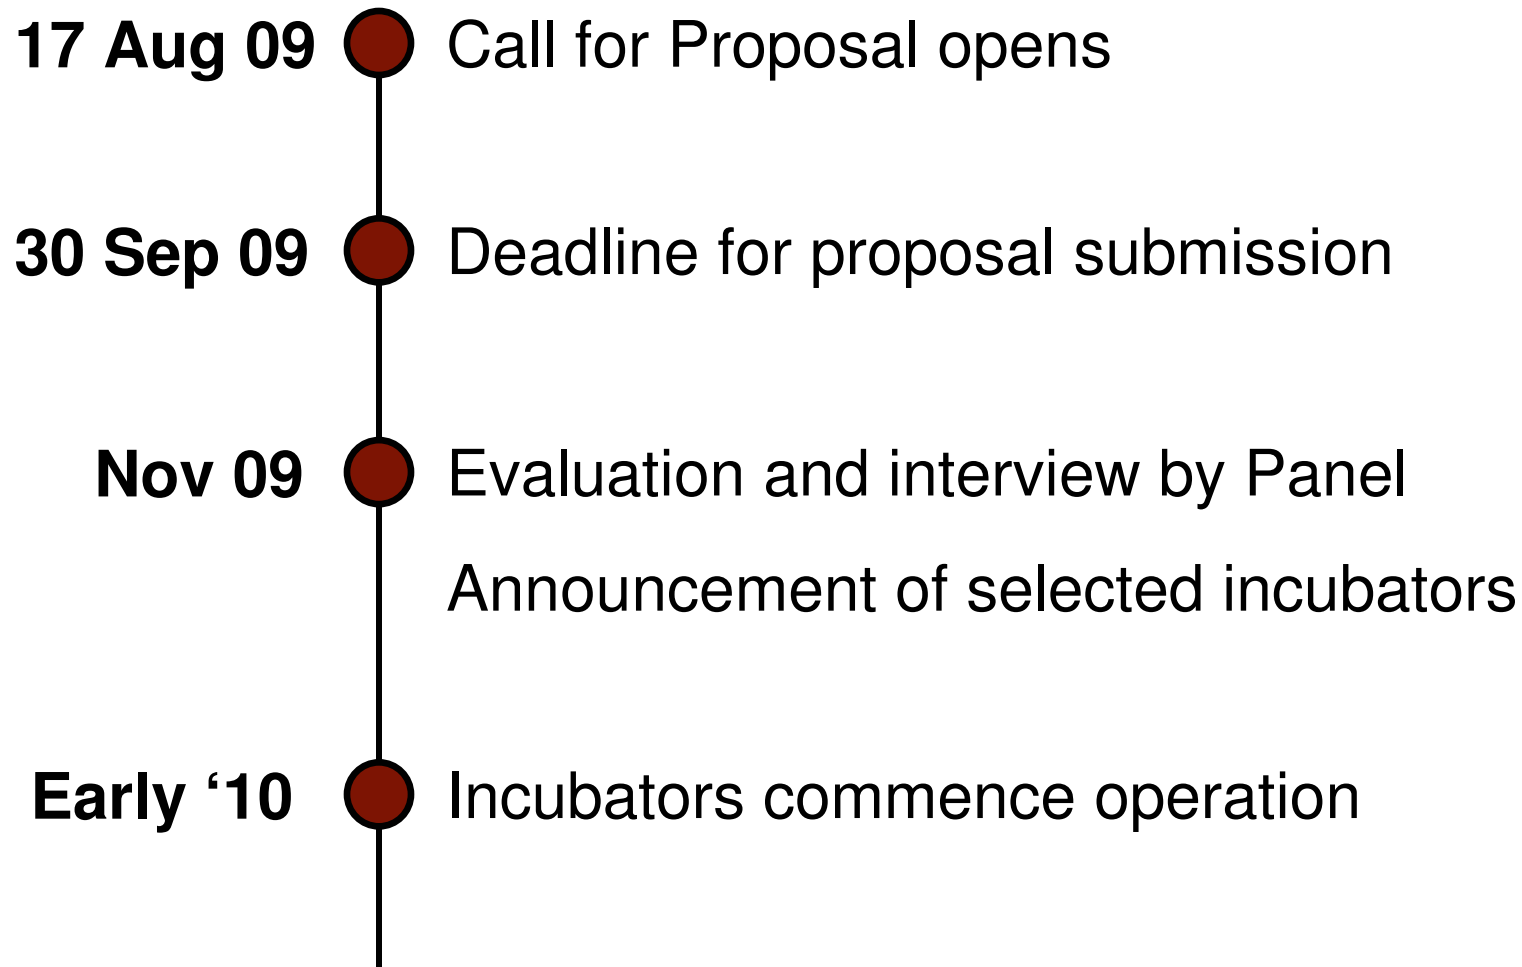 17 Aug 09 Call for Proposal opens
30 Sep 09 Deadline for proposal submission
Nov 09 Evaluation and interview by Panel
Announcement of selected incubators
Early ‘10 Incubators commence operation